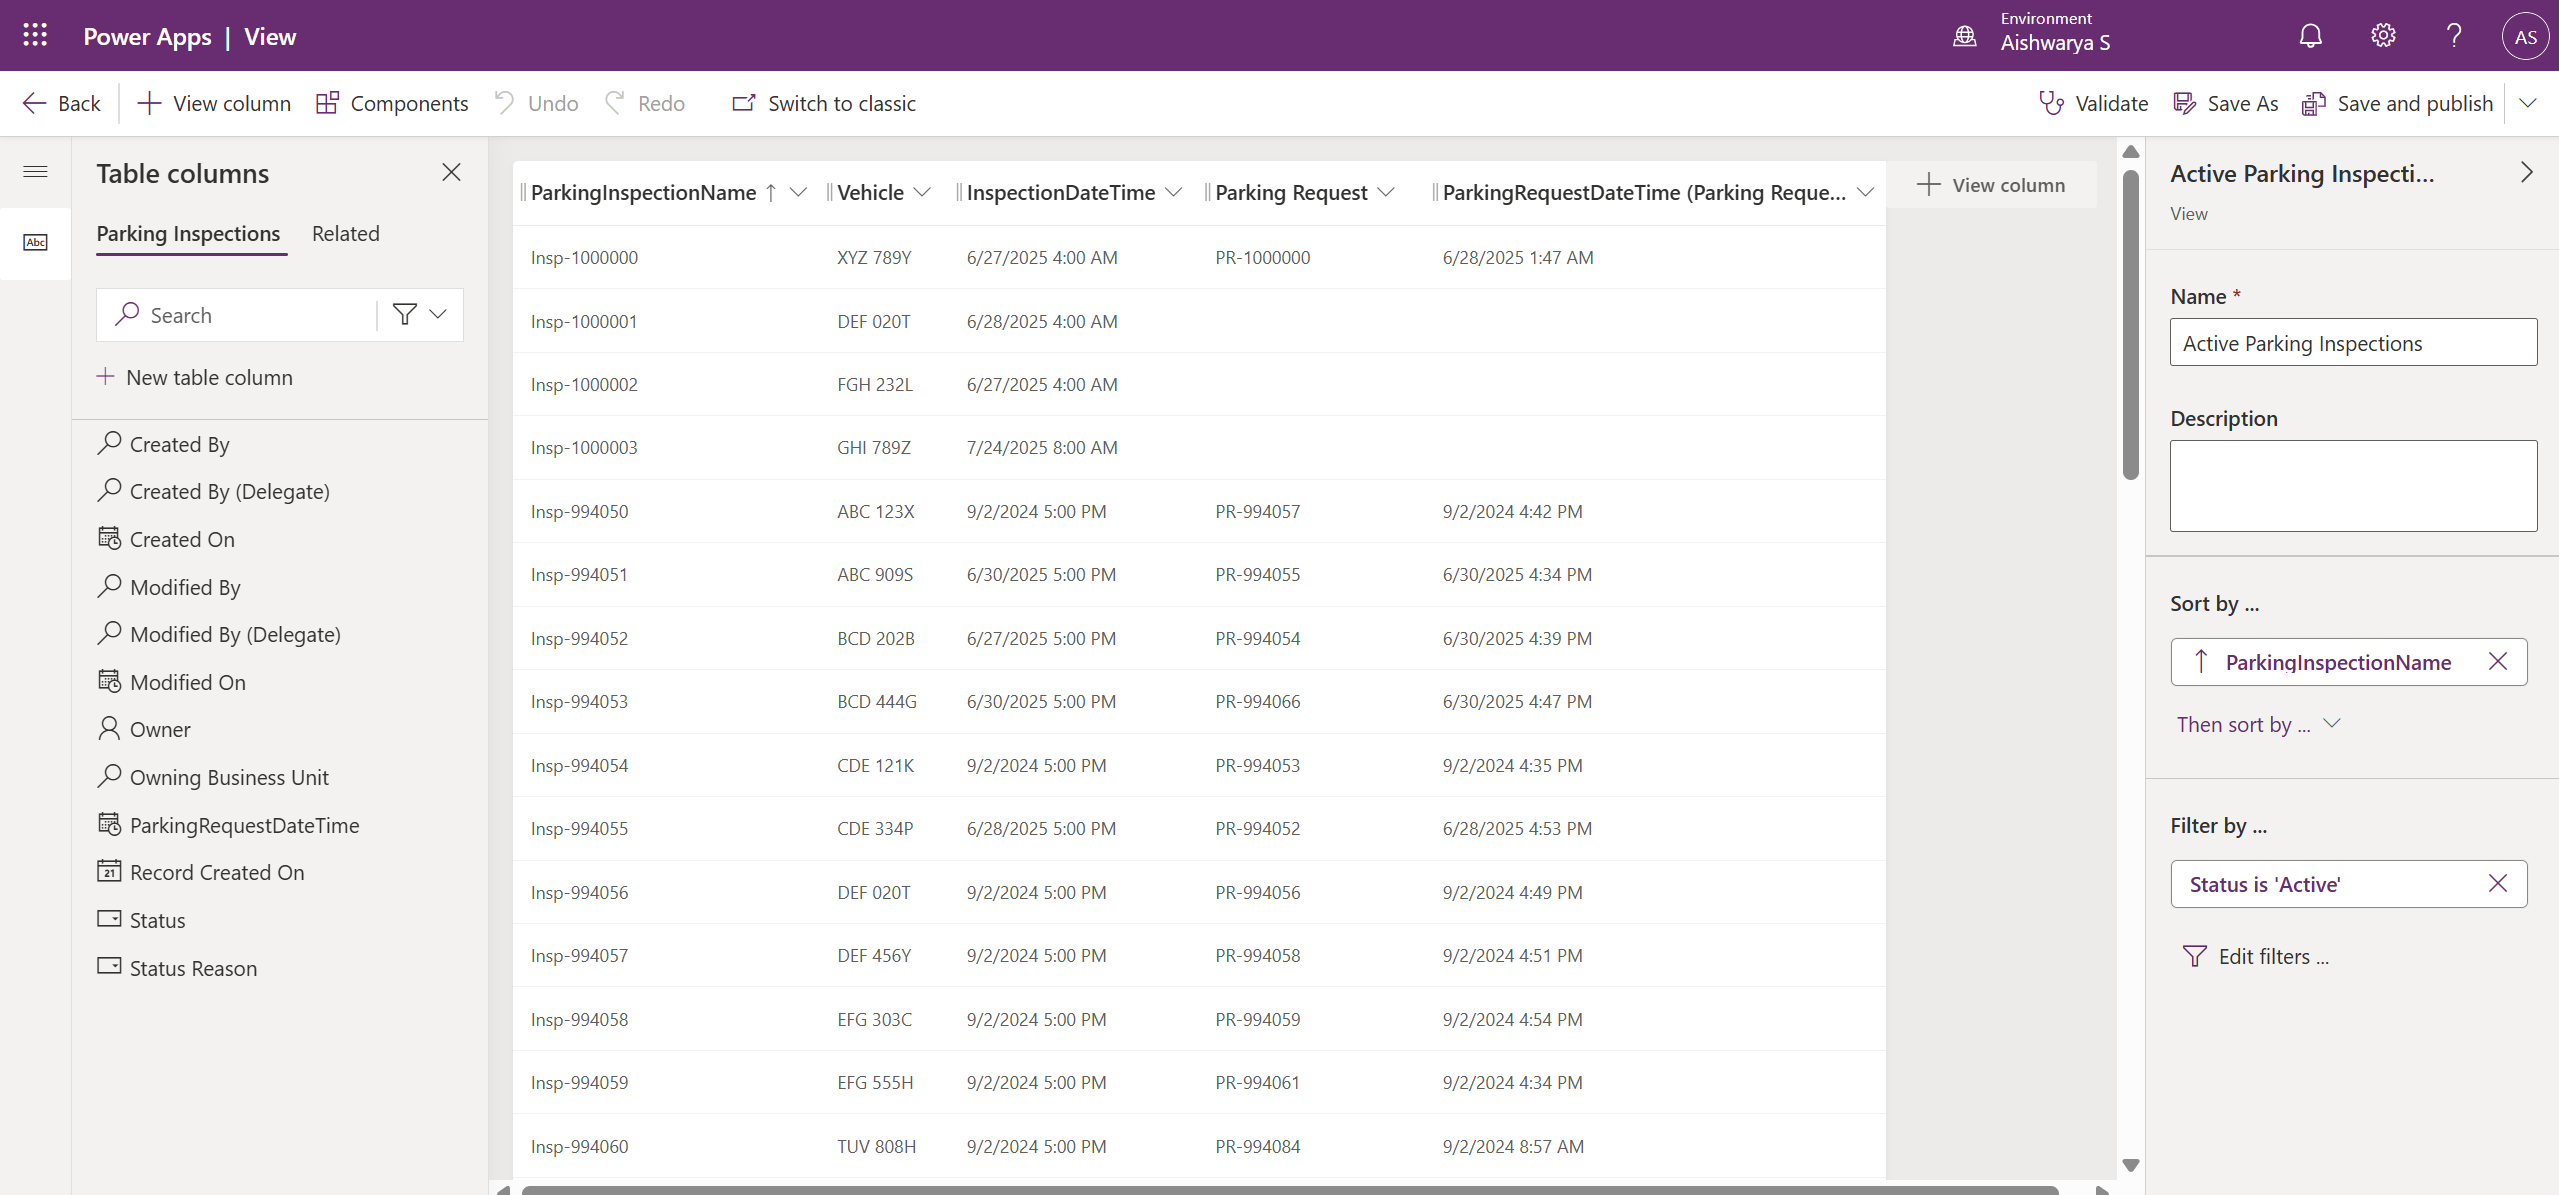 Power Apps | View
Environment
Aishwarya S
AS
Back
View column
Components
Undo
Redo
Switch to classic
Validate
Save As
Save and publish
Table columns
Parking Inspections
Related
Search
New table column
Created By
Created By (Delegate)
Created On
Modified By
Modified By (Delegate)
Modified On
Owner
Owning Business Unit
ParkingRequestDateTime
21 Record Created On
Status
Status Reason
Abc
ParkingInspectionName Vehicle InspectionDateTime Parking Request ParkingRequestDateTime (Parking Reque...
View column
Insp-1000000 XYZ 789Y 6/27/2025 4:00 AM PR-1000000 6/28/2025 1:47 AM
Insp-1000001 DEF 020T 6/28/2025 4:00 AM
Insp-1000002 FGH 232L 6/27/2025 4:00 AM
Insp-1000003 GHI 789Z 7/24/2025 8:00 AM
Insp-994050 ABC 123X 9/2/2024 5:00 PM PR-994057 9/2/2024 4:42 PM
Insp-994051 ABC 909S 6/30/2025 5:00 PM PR-994055 6/30/2025 4:34 PM
Insp-994052 BCD 202B 6/27/2025 5:00 PM PR-994054 6/30/2025 4:39 PM
Insp-994053 BCD 444G 6/30/2025 5:00 PM PR-994066 6/30/2025 4:47 PM
Insp-994054 CDE 121K 9/2/2024 5:00 PM PR-994053 9/2/2024 4:35 PM
Insp-994055 CDE 334P 6/28/2025 5:00 PM PR-994052 6/28/2025 4:53 PM
Insp-994056 DEF 020T 9/2/2024 5:00 PM PR-994056 9/2/2024 4:49 PM
Insp-994057 DEF 456Y 9/2/2024 5:00 PM PR-994058 9/2/2024 4:51 PM
Insp-994058 EFG 303C 9/2/2024 5:00 PM PR-994059 9/2/2024 4:54 PM
Insp-994059 EFG 555H 9/2/2024 5:00 PM PR-994061 9/2/2024 4:34 PM
Insp-994060 TUV 808H 9/2/2024 5:00 PM PR-994084 9/2/2024 8:57 AM
Active Parking Inspecti...
View
Name *
Active Parking Inspections
Description
Sort by ...
ParkingInspectionName
Then sort by ...
Filter by ...
Status is 'Active'
Edit filters ...